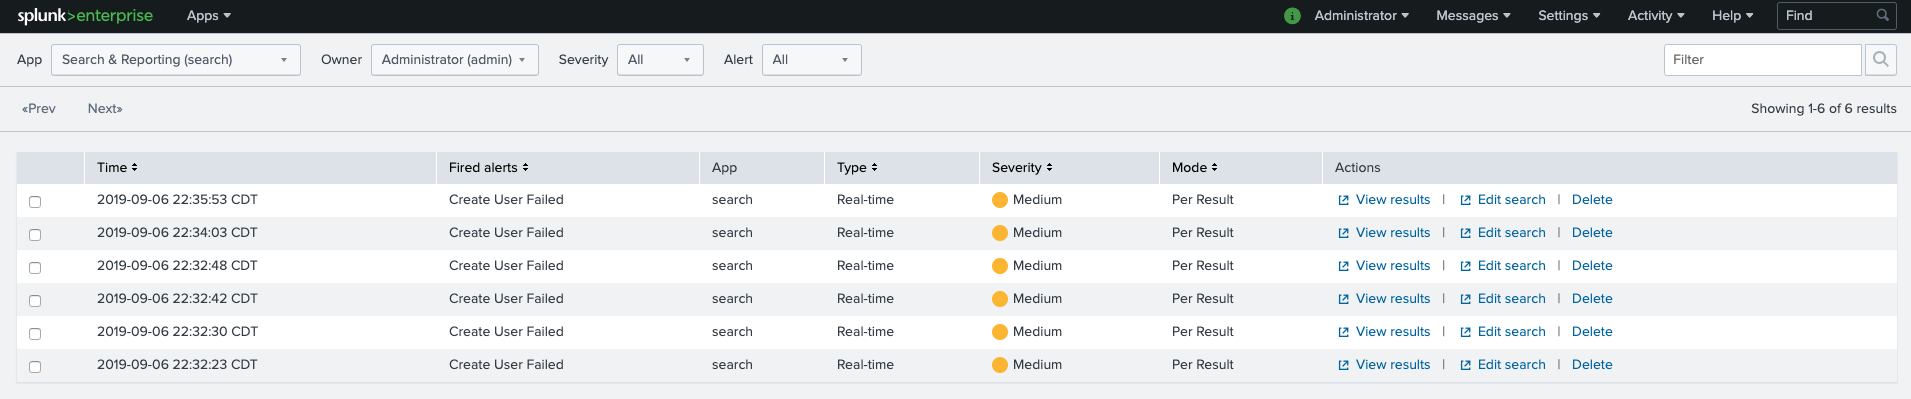 splunk>enterprise Apps Administrator Messages Settings Activity Help Find
App Search & Reporting (search) Owner Administrator (admin) Severity All Alert All Filter
«Prev Next» Showing 1-6 of 6 results
Time Fired alerts App Type Severity Mode Actions
2019-09-06 22:35:53 CDT Create User Failed search Real-time Medium Per Result View results | Edit search | Delete
2019-09-06 22:34:03 CDT Create User Failed search Real-time Medium Per Result View results | Edit search | Delete
2019-09-06 22:32:48 CDT Create User Failed search Real-time Medium Per Result View results | Edit search | Delete
2019-09-06 22:32:42 CDT Create User Failed search Real-time Medium Per Result View results | Edit search | Delete
2019-09-06 22:32:30 CDT Create User Failed search Real-time Medium Per Result View results | Edit search | Delete
2019-09-06 22:32:23 CDT Create User Failed search Real-time Medium Per Result View results | Edit search | Delete